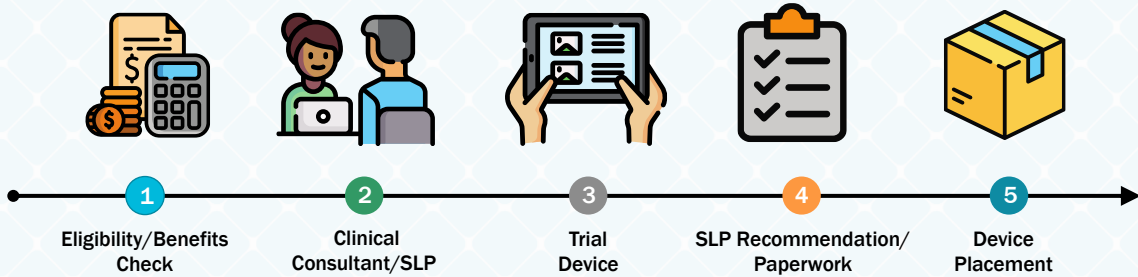 $
$
1
2
3
4
5
Eligibility/Benefits
Check
Clinical
Consultant/SLP
Trial
Device
SLP Recommendation/
Paperwork
Device
Placement